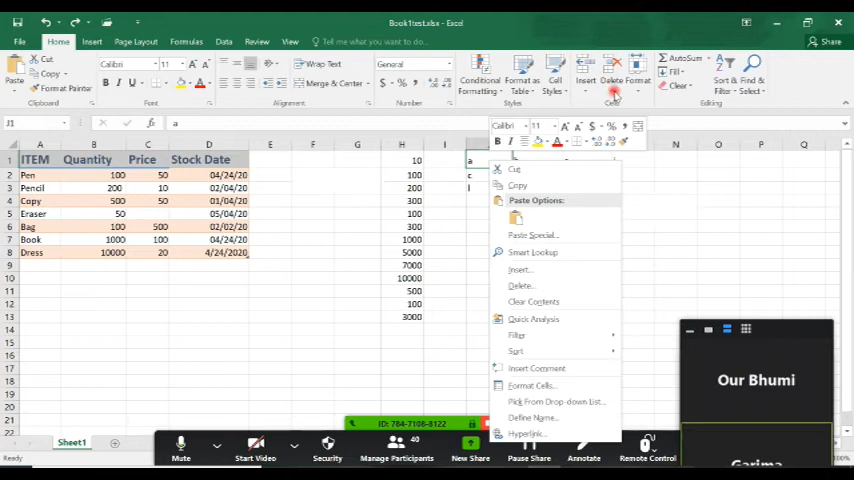 Book1test.xlsx - Excel
File Home Insert Page Layout Formulas Data Review View Tell me what you want to do... Share
Cut
Copy
Format Painter
Paste
Clipboard
Calibri 11 A A
B I U A
Font
Wrap Text
Merge & Center
Alignment
General
$ % ,
Number
Conditional Formatting
Format as Table
Cell Styles
Styles
Insert Delete Format
Cells
AutoSum
Fill
Clear
Sort & Filter
Find & Select
Editing
J1 fx a
Calibri 11 A A $ % ,
B I A
A B C D E F G H I N O P Q R
1 ITEM Quantity Price Stock Date 10 a
2 Pen 100 50 04/24/20 100 c
3 Pencil 200 10 02/04/20 200 l
4 Copy 500 50 01/04/20 300
5 Eraser 50 05/04/20 100
6 Bag 100 500 02/02/20 300
7 Book 1000 100 04/24/20 1000
8 Dress 10000 20 4/24/2020 5000
9 7000
10 10000
11 500
12 100
13 3000
14
15
16
17
18
19
20
21
22
Cut
Copy
Paste Options:
Paste Special...
Smart Lookup
Insert...
Delete...
Clear Contents
Quick Analysis
Filter
Sort
Insert Comment
Format Cells...
Pick From Drop-down List...
Define Name...
Hyperlink...
Our Bhumi
Garima
ID: 784-7108-8122
Sheet1
Mute Start Video Security Manage Participants 40 New Share Pause Share Annotate Remote Control
100%